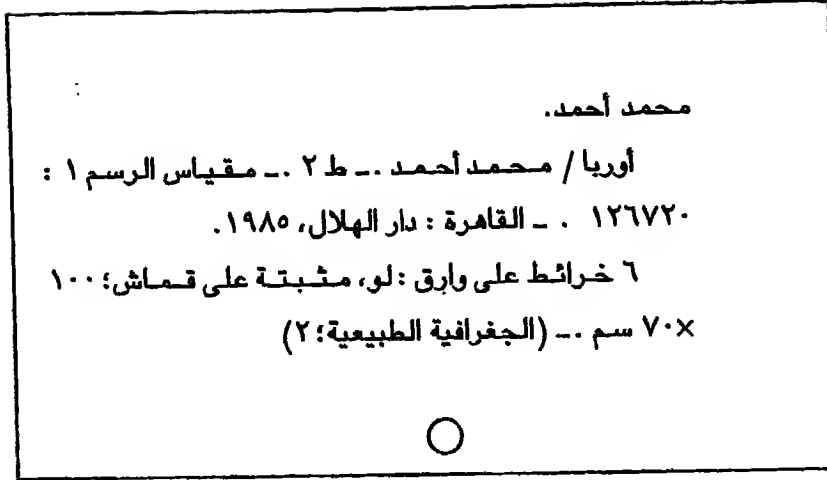 محمد أحمد.
أوربا / محمد أحمد .ـ ط ٢ .ـ مقياس الرسم ١ :
١٢٦٧٢٠ . ـ القاهرة : دار الهلال، ١٩٨٥.
٦ خرائط على وارق : لو، مثبتة على قماش؛ ١٠٠
×٧٠ سم .ـ (الجغرافية الطبيعية؛ ٢)